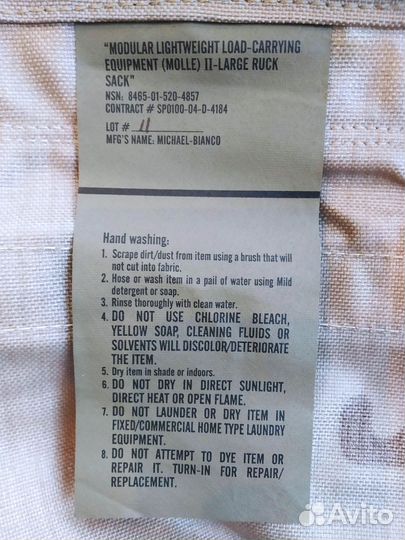 "MODULAR LIGHTWEIGHT LOAD-CARRYING
EQUIPMENT (MOLLE) II-LARGE RUCK
SACK"
NSN: 8465-01-520-4857
CONTRACT # SP0100-04-D-4184
LOT # 11
MFG'S NAME: MICHAEL-BIANCO
Hand washing:
1. Scrape dirt/dust from item using a brush that
will not cut into fabric.
2. Hose or wash item in a pail of water using Mild
detergent or soap.
3. Rinse thoroughly with clean water.
4. DO NOT USE CHLORINE BLEACH,
YELLOW SOAP, CLEANING FLUIDS OR
SOLVENTS WILL DISCOLOR/DETERIORATE
THE ITEM.
5. Dry item in shade or indoors.
6. DO NOT DRY IN DIRECT SUNLIGHT,
DIRECT HEAT OR OPEN FLAME.
7. DO NOT LAUNDER OR DRY ITEM IN
FIXED/COMMERCIAL HOME TYPE LAUNDRY
EQUIPMENT.
8. DO NOT ATTEMPT TO DYE ITEM OR
REPAIR IT. TURN-IN FOR REPAIR/
REPLACEMENT.
Avito